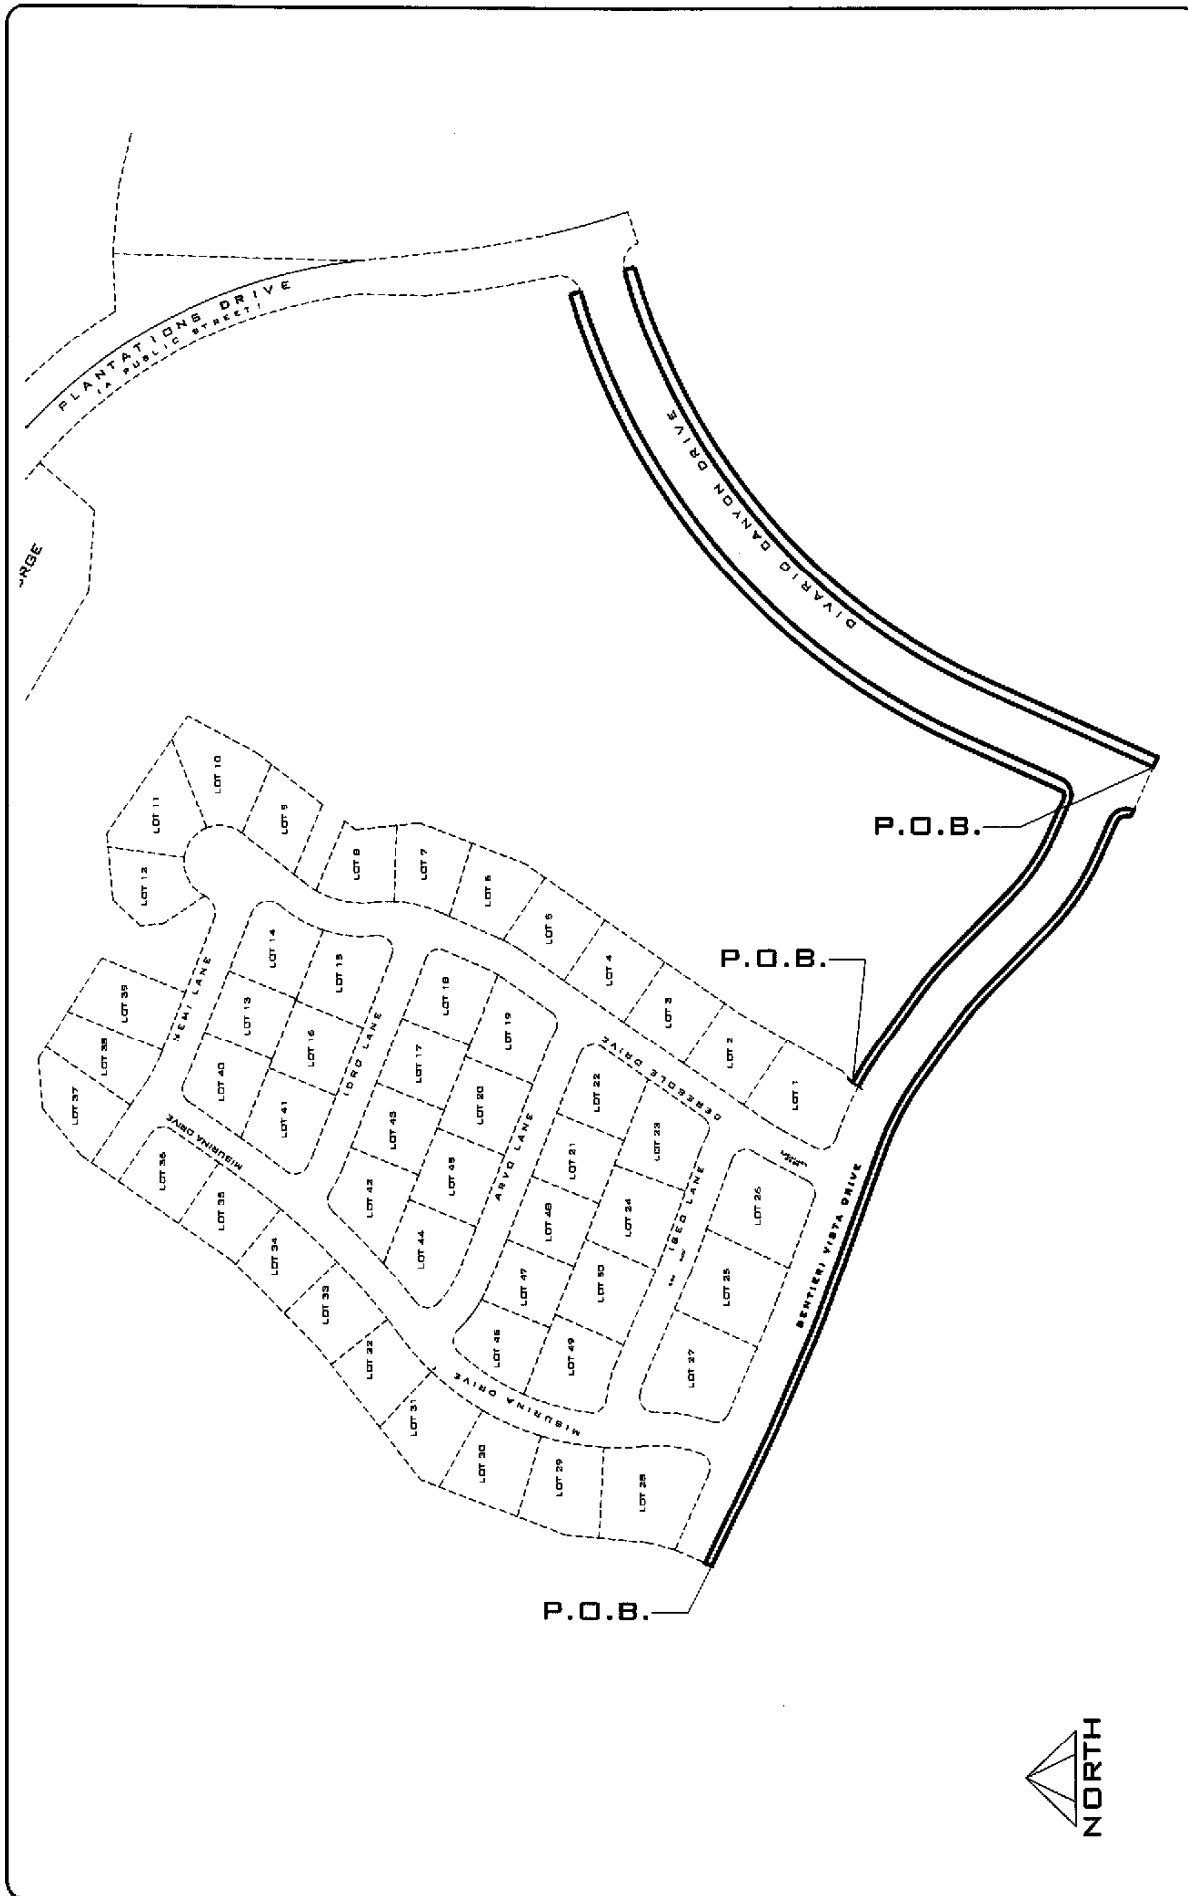 PLANTATIONS DRIVE
(A PUBLIC STREET)
DIVARIO CANYON DRIVE
LOT 10
LOT 11
LOT 9
LOT 12
LOT 8
LOT 7
LOT 6
LOT 5
LOT 4
LOT 3
LOT 2
LOT 1
LOT 14
LOT 15
LOT 13
LOT 16
LOT 40
LOT 41
LOT 39
LOT 38
LOT 37
NEMI LANE
IDRO LANE
MISURINA DRIVE
LOT 18
LOT 19
LOT 17
LOT 20
LOT 43
LOT 45
LOT 42
LOT 44
ARVO LANE
CERESOLE DRIVE
LOT 22
LOT 23
LOT 21
LOT 24
LOT 48
LOT 50
LOT 47
LOT 49
LOT 46
ISEO LANE
LOT 26
LOT 25
LOT 27
LOT 36
LOT 35
LOT 34
LOT 33
LOT 32
LOT 31
LOT 30
LOT 29
LOT 28
MISURINA DRIVE
SENTIERI VISTA DRIVE
P.O.B.
P.O.B.
P.O.B.
NORTH